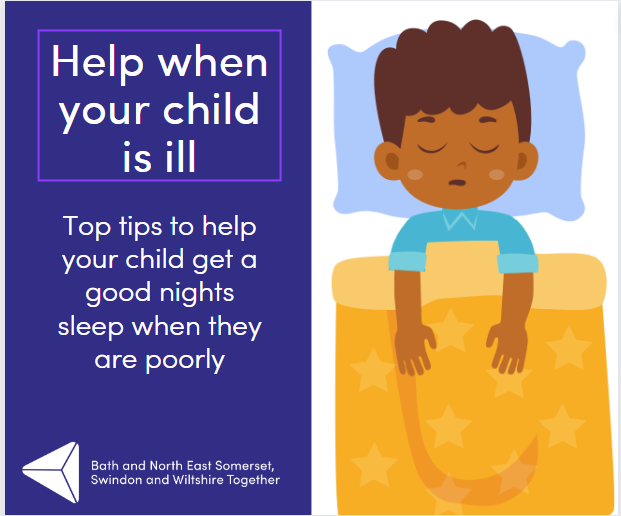 Help when
your child
is ill
Top tips to help
your child get a
good nights
sleep when they
are poorly
Bath and North East Somerset,
Swindon and Wiltshire Together